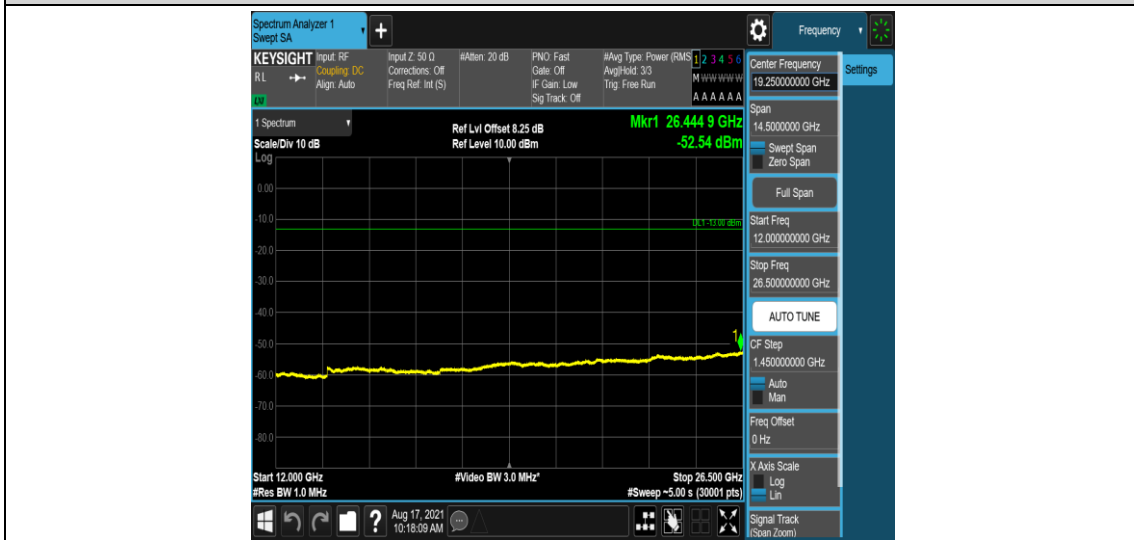 Spectrum Analyzer 1
Swept SA
+
Frequency
KEYSIGHT
RL
Input: RF
Coupling: DC
Align: Auto
Input Z: 50 Ω
Corrections: Off
Freq Ref: Int (S)
#Atten: 20 dB
PNO: Fast
Gate: Off
IF Gain: Low
Sig Track: Off
#Avg Type: Power (RMS
Avg|Hold: 3/3
Trig: Free Run
1 2 3 4 5 6
M W W W W W
A A A A A A
1 Spectrum
Scale/Div 10 dB
Log
Ref Lvl Offset 8.25 dB
Ref Level 10.00 dBm
Mkr1 26.444 9 GHz
-52.54 dBm
0.00
-10.0
DL1 -13.00 dBm
-20.0
-30.0
-40.0
1
-50.0
-60.0
-70.0
-80.0
Start 12.000 GHz
#Res BW 1.0 MHz
#Video BW 3.0 MHz*
Stop 26.500 GHz
#Sweep ~5.00 s (30001 pts)
Center Frequency
19.250000000 GHz
Settings
Span
14.5000000 GHz
Swept Span
Zero Span
Full Span
Start Freq
12.000000000 GHz
Stop Freq
26.500000000 GHz
AUTO TUNE
CF Step
1.450000000 GHz
Auto
Man
Freq Offset
0 Hz
X Axis Scale
Log
Lin
Signal Track
(Span Zoom)
?
Aug 17, 2021
10:18:09 AM